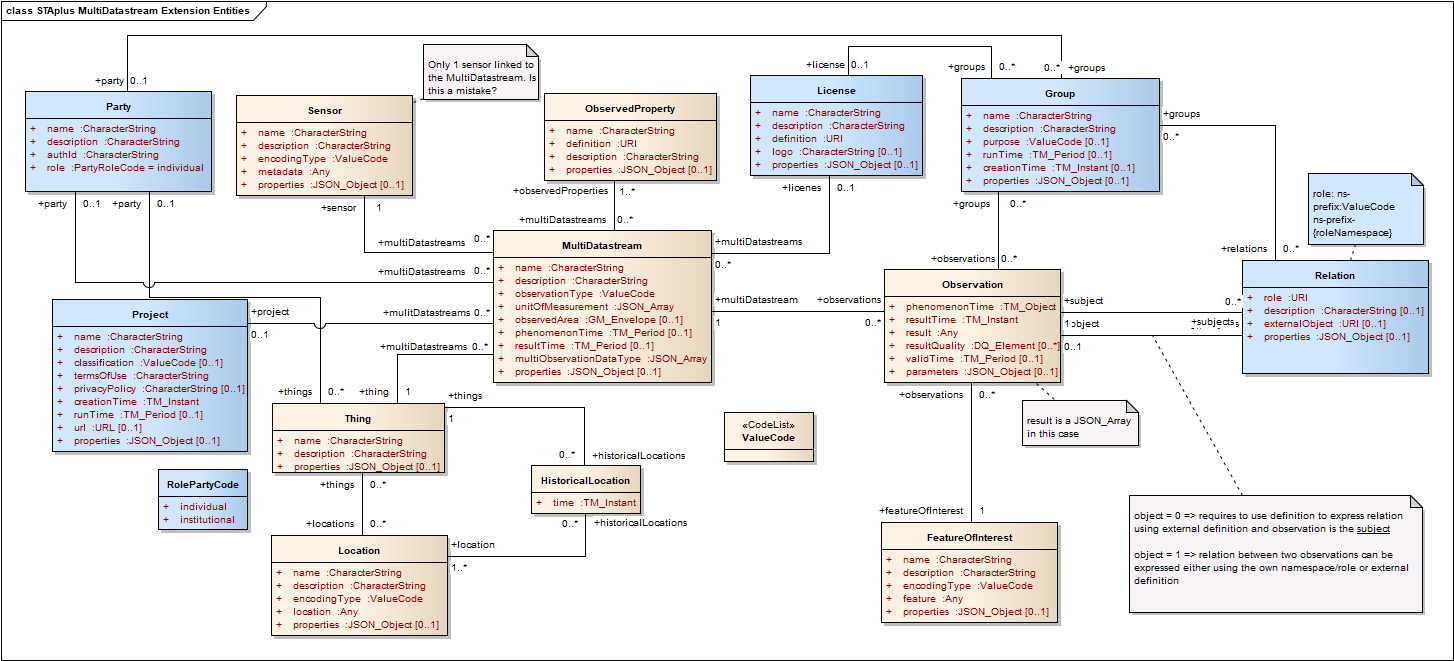 class STAplus MultiDatastream Extension Entities
+party 0..1
Only 1 sensor linked to
the MultiDatastream. Is
this a mistake?
+license 0..1
+groups 0..*
0..* +groups
Party
+ name :CharacterString
+ description :CharacterString
+ authId :CharacterString
+ role :PartyRoleCode = individual
Sensor
+ name :CharacterString
+ description :CharacterString
+ encodingType :ValueCode
+ metadata :Any
+ properties :JSON_Object [0..1]
ObservedProperty
+ name :CharacterString
+ definition :URI
+ description :CharacterString
+ properties :JSON_Object [0..1]
License
+ name :CharacterString
+ description :CharacterString
+ definition :URI
+ logo :CharacterString [0..1]
+ properties :JSON_Object [0..1]
Group
+ name :CharacterString
+ description :CharacterString
+ purpose :ValueCode [0..1]
+ runTime :TM_Period [0..1]
+ creationTime :TM_Instant [0..1]
+ properties :JSON_Object [0..1]
+groups
0..*
role: ns-
prefix:ValueCode
ns-prefix-
{roleNamespace}
+party 0..1
+party 0..1
+sensor 1
+observedProperties 1..*
+licenes 0..1
+groups 0..*
+multiDatastreams 0..*
+multiDatastreams 0..*
+multiDatastreams
0..*
+multiDatastreams 0..*
+observations 0..*
+relations 0..*
MultiDatastream
+ name :CharacterString
+ description :CharacterString
+ observationType :ValueCode
+ unitOfMeasurement :JSON_Array
+ observedArea :GM_Envelope [0..1]
+ phenomenonTime :TM_Period [0..1]
+ resultTime :TM_Period [0..1]
+ multiObservationDataType :JSON_Array
+ properties :JSON_Object [0..1]
+multiDatastream
1
+observations
0..*
Observation
+ phenomenonTime :TM_Object
+ resultTime :TM_Instant
+ result :Any
+ resultQuality :DQ_Element [0..*]
+ validTime :TM_Period [0..1]
+ parameters :JSON_Object [0..1]
+subject
1
object
0..1
0..*
+subjects
Relation
+ role :URI
+ description :CharacterString [0..1]
+ externalObject :URI [0..1]
+ properties :JSON_Object [0..1]
Project
+ name :CharacterString
+ description :CharacterString
+ classification :ValueCode [0..1]
+ termsOfUse :CharacterString
+ privacyPolicy :CharacterString [0..1]
+ creationTime :TM_Instant
+ runTime :TM_Period [0..1]
+ url :URL [0..1]
+ properties :JSON_Object [0..1]
+project
0..1
+mulitDatastreams 0..*
+multiDatastreams 0..*
+things 0..*
+thing 1
+things
1
Thing
+ name :CharacterString
+ description :CharacterString
+ properties :JSON_Object [0..1]
«CodeList»
ValueCode
+observations 0..*
result is a JSON_Array
in this case
RolePartyCode
+ individual
+ institutional
+things 0..*
+locations 0..*
0..* +historicalLocations
HistoricalLocation
+ time :TM_Instant
0..* +historicalLocations
+location
1..*
Location
+ name :CharacterString
+ description :CharacterString
+ encodingType :ValueCode
+ location :Any
+ properties :JSON_Object [0..1]
+featureOfInterest 1
FeatureOfInterest
+ name :CharacterString
+ description :CharacterString
+ encodingType :ValueCode
+ feature :Any
+ properties :JSON_Object [0..1]
object = 0 => requires to use definition to express relation
using external definition and observation is the subject
object = 1 => relation between two observations can be
expressed either using the own namespace/role or external
definition